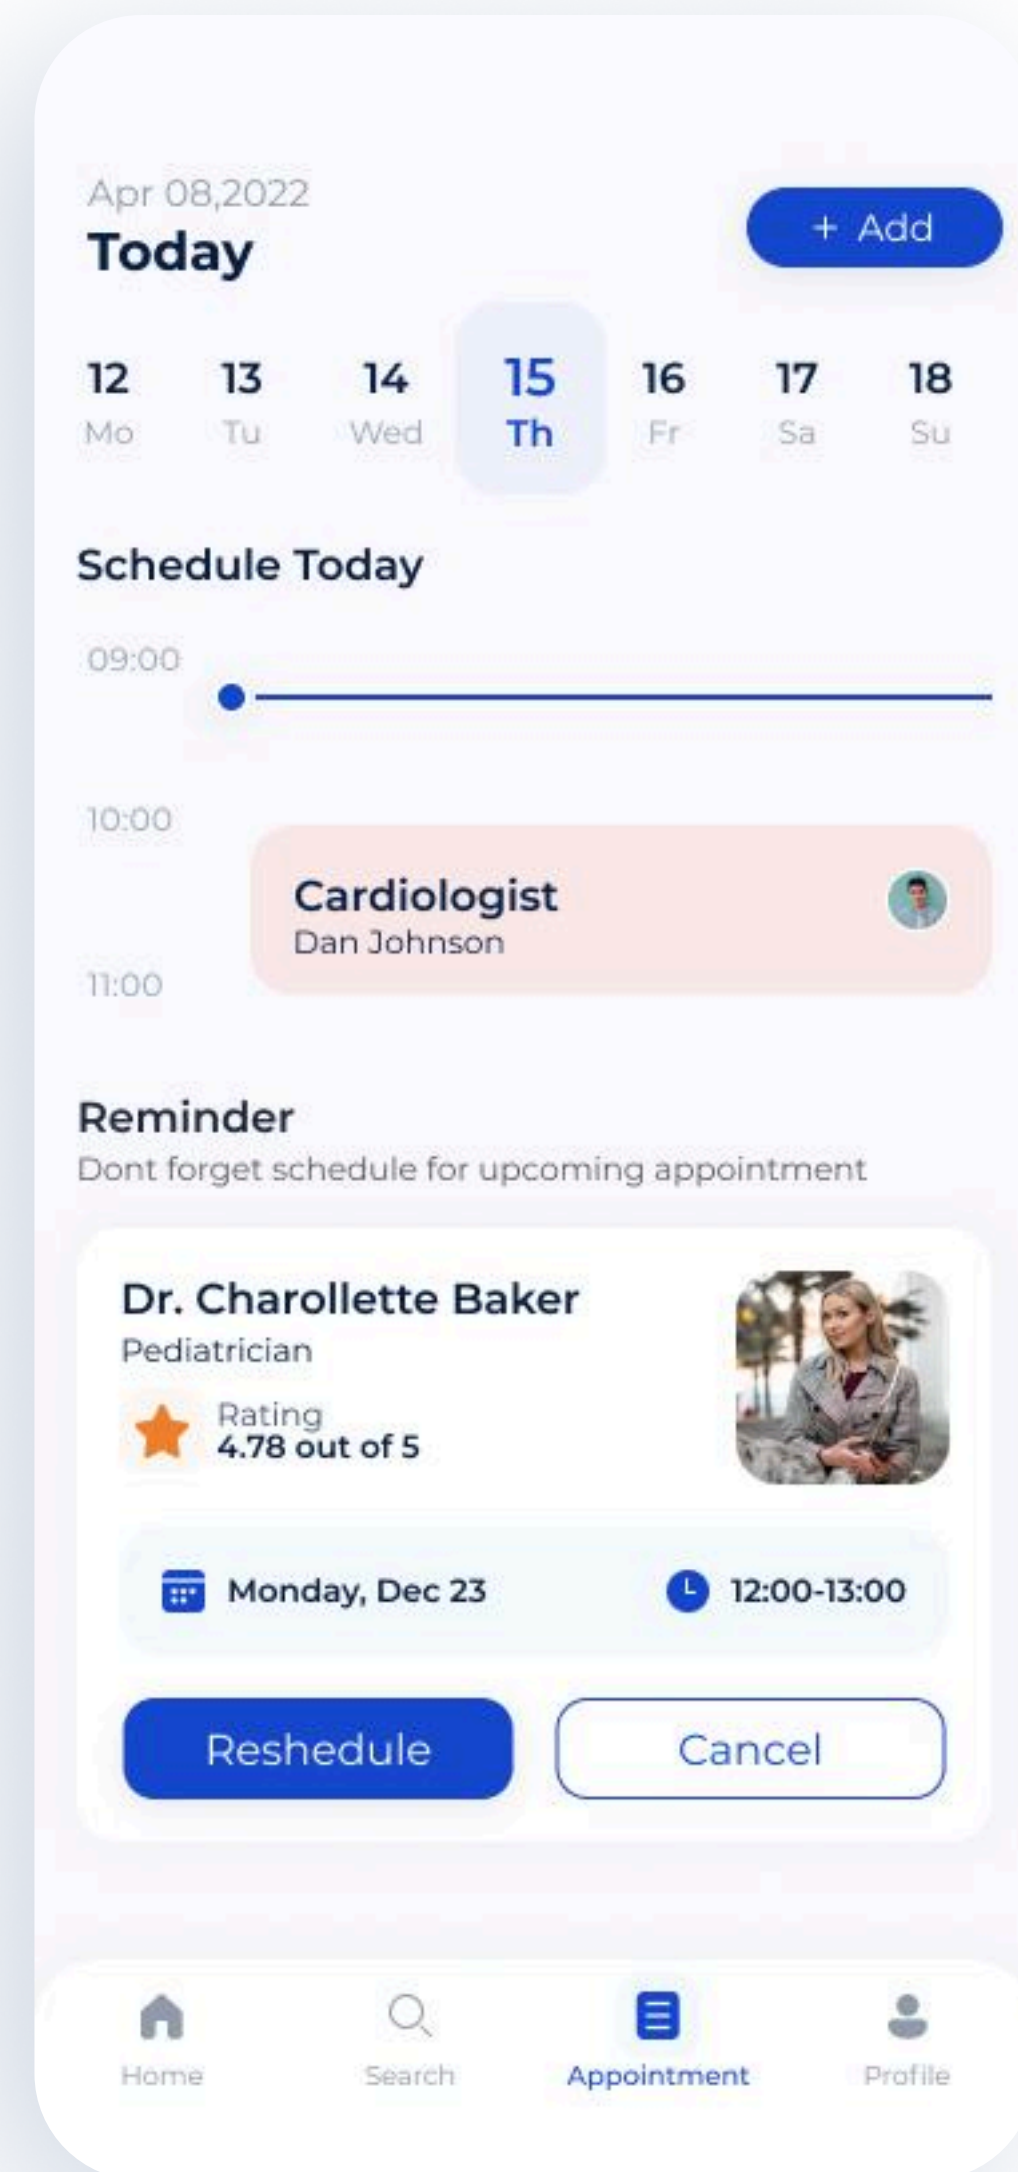 Apr 08,2022
Today
+ Add
12 13 14 15 16 17 18
Mo Tu Wed Th Fr Sa Su
Schedule Today
09:00
10:00
Cardiologist
Dan Johnson
11:00
Reminder
Dont forget schedule for upcoming appointment
Dr. Charollette Baker
Pediatrician
Rating
4.78 out of 5
Monday, Dec 23 12:00-13:00
Reshedule Cancel
Home Search Appointment Profile